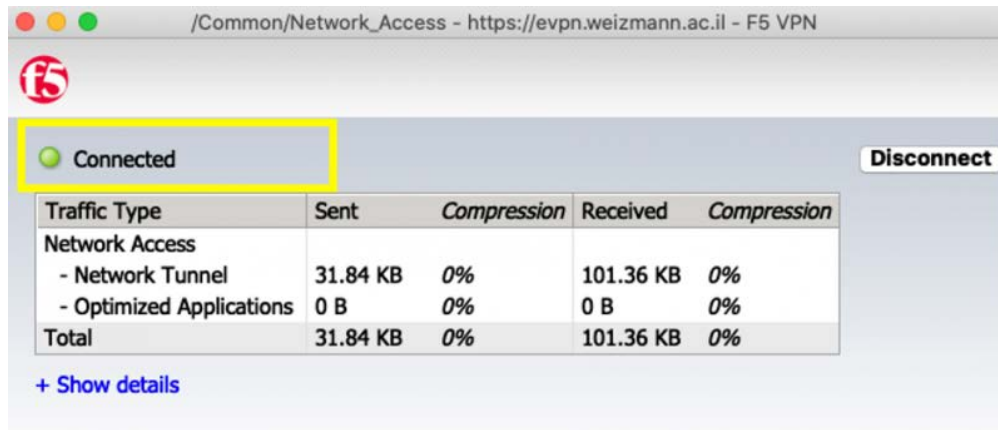 /Common/Network_Access - https://evpn.weizmann.ac.il - F5 VPN
f5
Connected
Disconnect
Traffic Type Sent Compression Received Compression
Network Access
- Network Tunnel 31.84 KB 0% 101.36 KB 0%
- Optimized Applications 0 B 0% 0 B 0%
Total 31.84 KB 0% 101.36 KB 0%
+ Show details